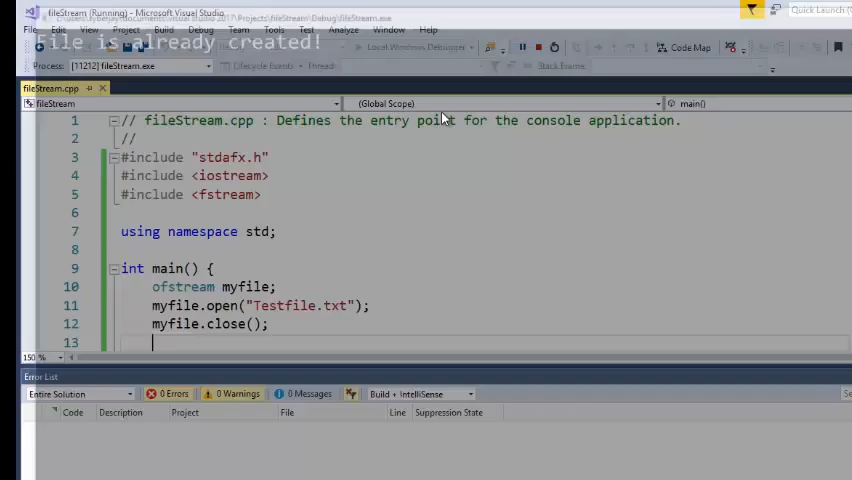 fileStream (Running) - Microsoft Visual Studio
Quick Launch (
File is already created!
File
View
Project
Build
Debug
Team
Tools
Test
Analyze
Window
Help
Local Windows Debugger
Code Map
Process: [11212] fileStream.exe
Lifecycle Events
Thread:
Stack Frame:
fileStream.cpp
fileStream
(Global Scope)
main()
1 // fileStream.cpp : Defines the entry point for the console application.
2 //
3 #include "stdafx.h"
4 #include <iostream>
5 #include <fstream>
6
7 using namespace std;
8
9 int main() {
10 ofstream myfile;
11 myfile.open("Testfile.txt");
12 myfile.close();
13
150 %
Error List
Entire Solution
0 Errors
0 Warnings
0 Messages
Build + IntelliSense
Code
Description
Project
File
Line
Suppression State